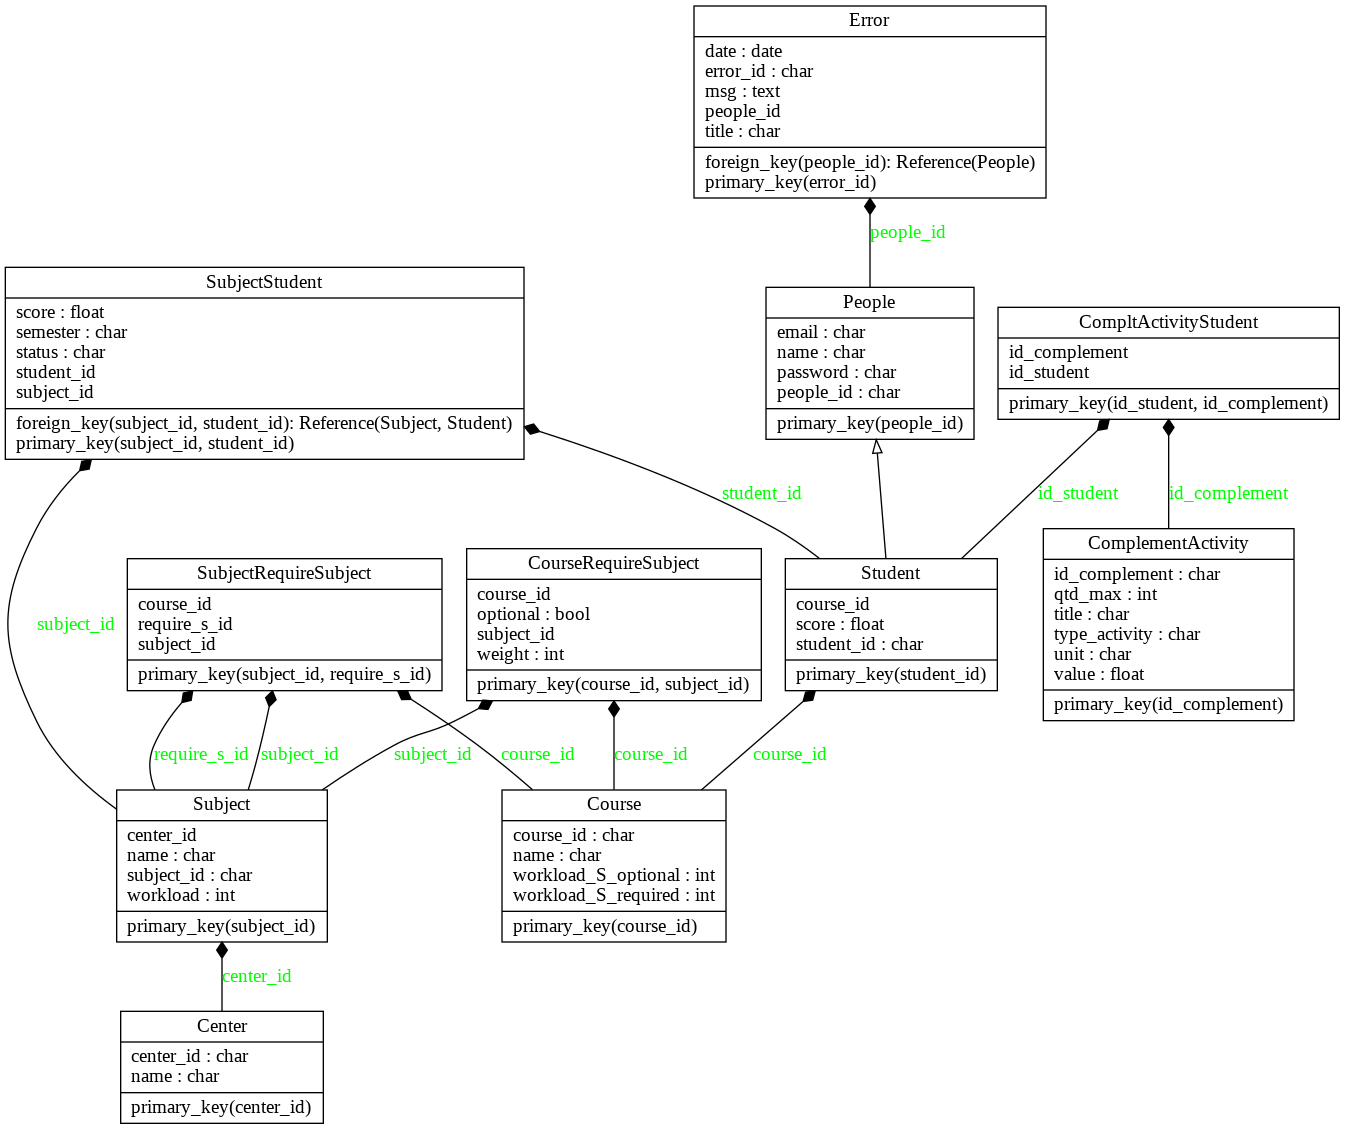 Error
date : date
error_id : char
msg : text
people_id
title : char
foreign_key(people_id): Reference(People)
primary_key(error_id)
people_id
SubjectStudent
score : float
semester : char
status : char
student_id
subject_id
foreign_key(subject_id, student_id): Reference(Subject, Student)
primary_key(subject_id, student_id)
People
email : char
name : char
password : char
people_id : char
primary_key(people_id)
CompltActivityStudent
id_complement
id_student
primary_key(id_student, id_complement)
student_id
id_student
id_complement
subject_id
SubjectRequireSubject
course_id
require_s_id
subject_id
primary_key(subject_id, require_s_id)
CourseRequireSubject
course_id
optional : bool
subject_id
weight : int
primary_key(course_id, subject_id)
Student
course_id
score : float
student_id : char
primary_key(student_id)
ComplementActivity
id_complement : char
qtd_max : int
title : char
type_activity : char
unit : char
value : float
primary_key(id_complement)
require_s_id
subject_id
subject_id
course_id
course_id
course_id
Subject
center_id
name : char
subject_id : char
workload : int
primary_key(subject_id)
Course
course_id : char
name : char
workload_S_optional : int
workload_S_required : int
primary_key(course_id)
center_id
Center
center_id : char
name : char
primary_key(center_id)